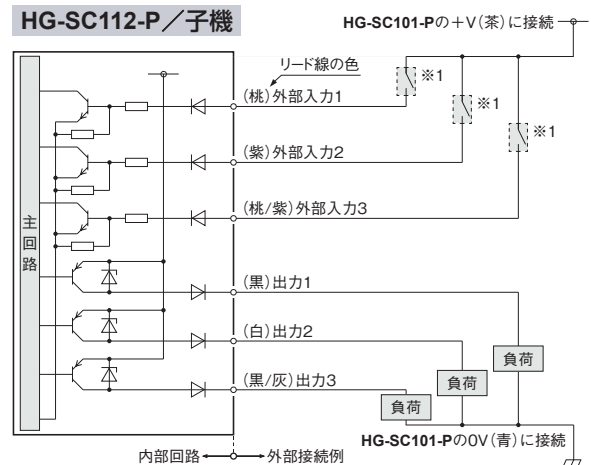 HG-SC112-P／子機
HG-SC101-Pの＋V（茶）に接続
リード線の色
（桃）外部入力1
※1
（紫）外部入力2
※1
（桃/紫）外部入力3
※1
主回路
（黒）出力1
（白）出力2
（黒/灰）出力3
負荷
負荷
負荷
HG-SC101-Pの0V（青）に接続
内部回路
外部接続例